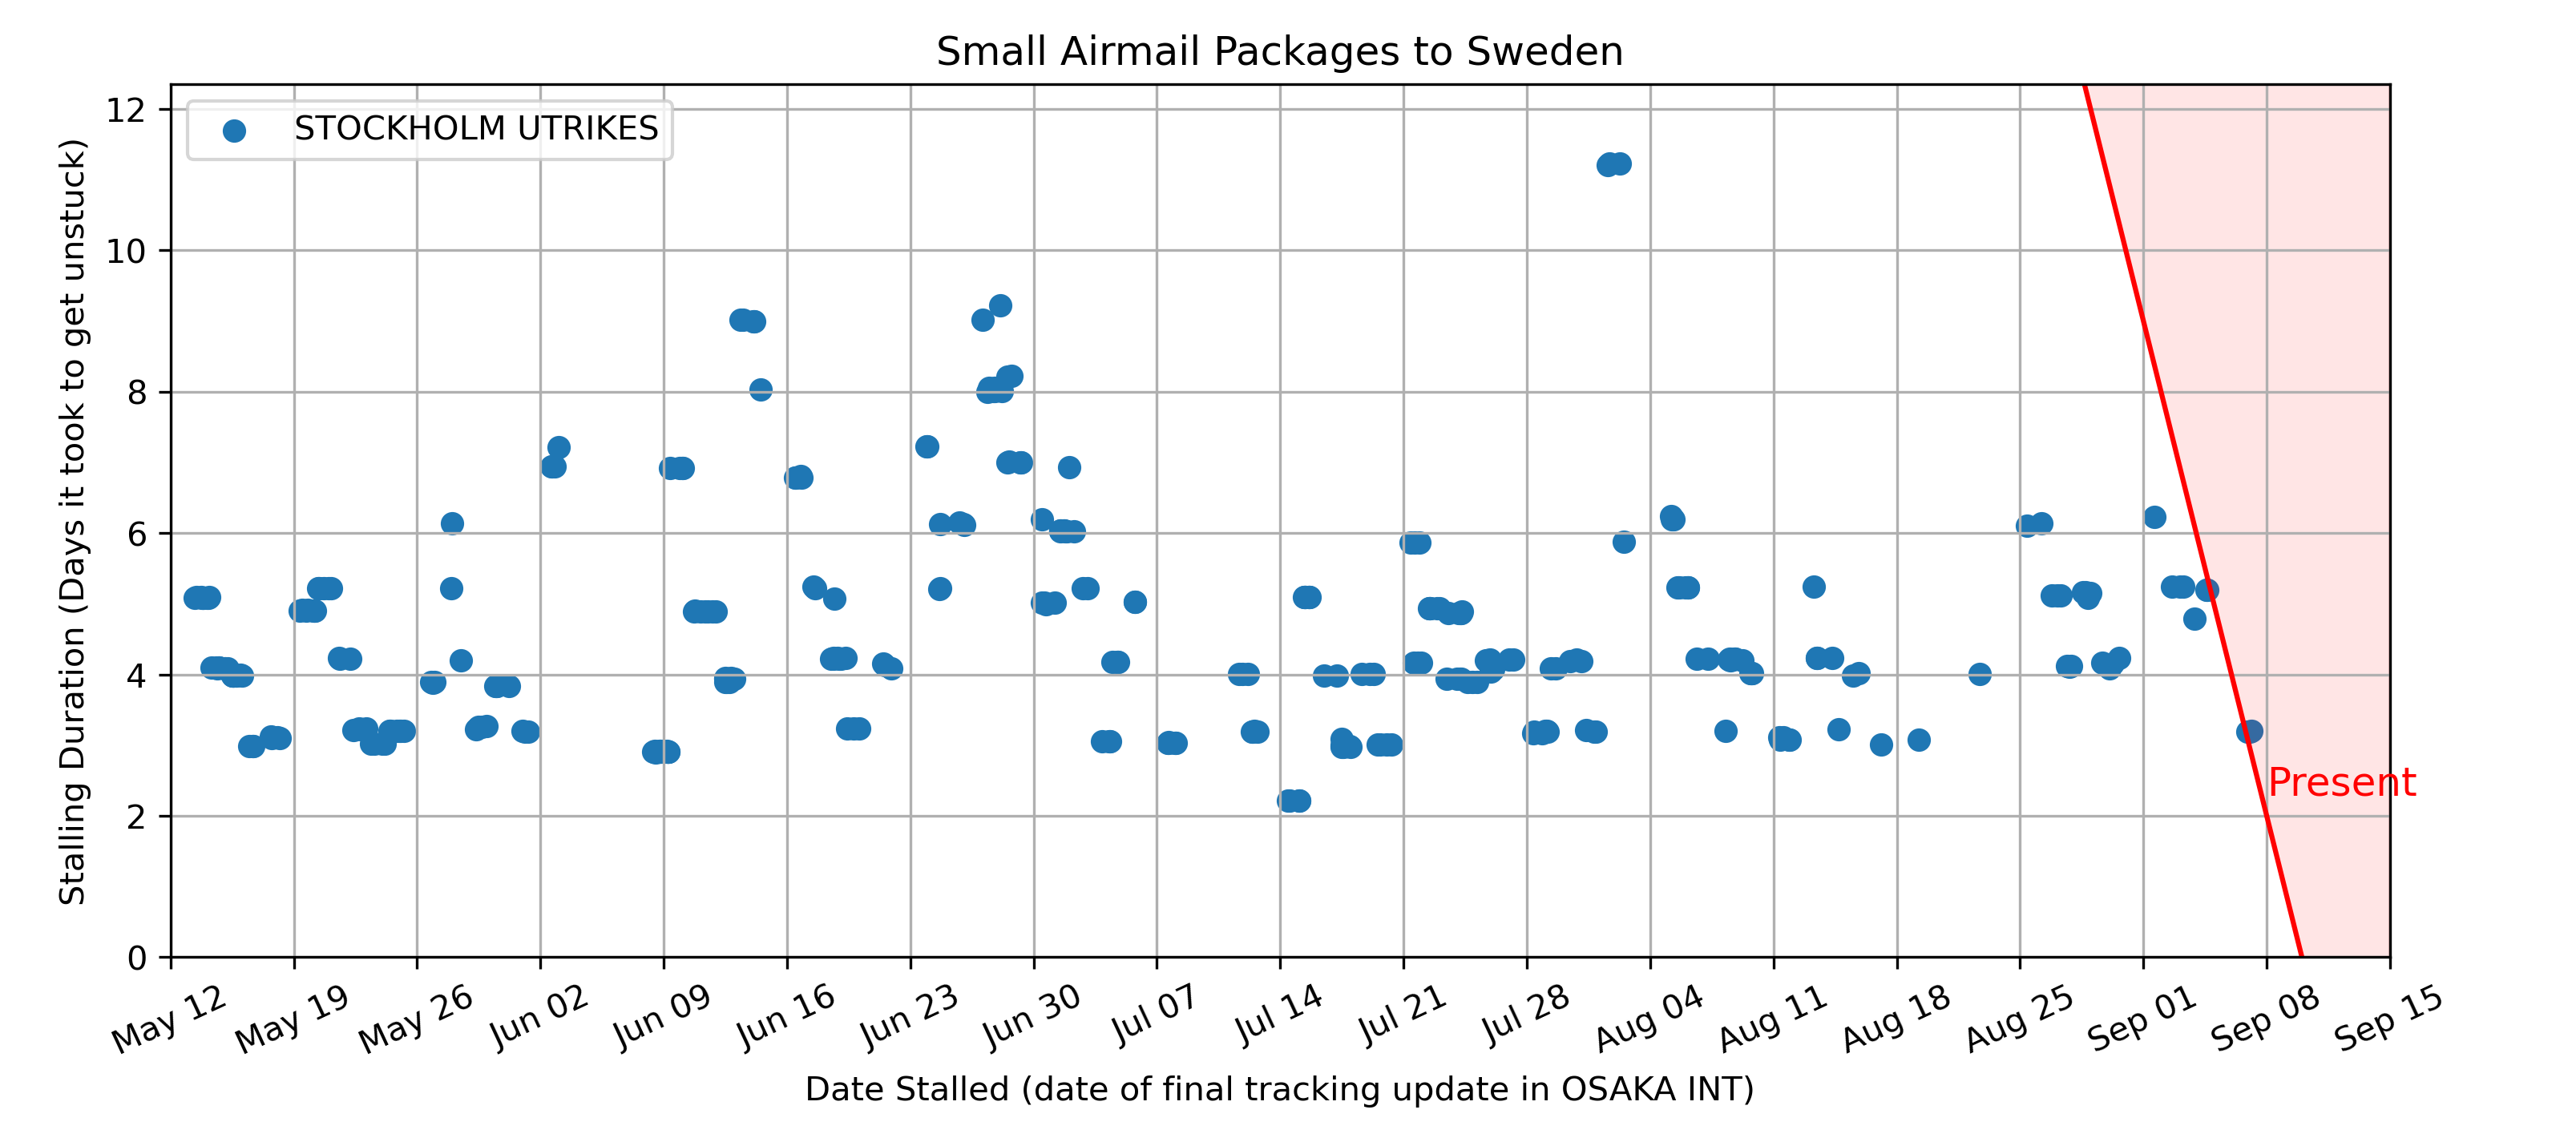 Small Airmail Packages to Sweden
STOCKHOLM UTRIKES
Stalling Duration (Days it took to get unstuck)
12
10
8
6
4
2
0
Present
May 12
May 19
May 26
Jun 02
Jun 09
Jun 16
Jun 23
Jun 30
Jul 07
Jul 14
Jul 21
Jul 28
Aug 04
Aug 11
Aug 18
Aug 25
Sep 01
Sep 08
Sep 15
Date Stalled (date of final tracking update in OSAKA INT)